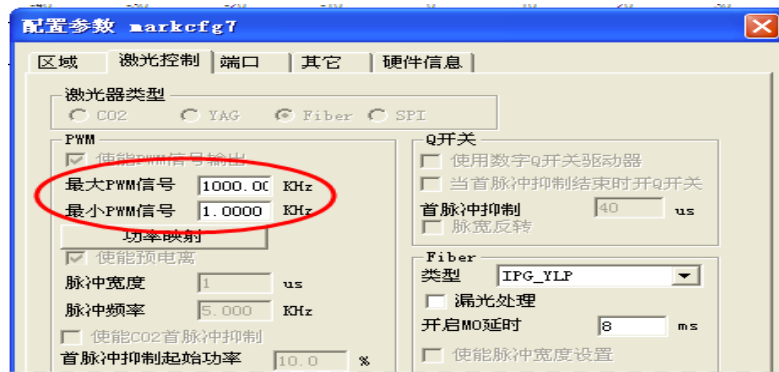 配置参数 markcfg7
区域 激光控制 端口 其它 硬件信息
激光器类型
CO2 YAG Fiber SPI
PWM
使能PWM信号输出
最大PWM信号 1000.00 KHz
最小PWM信号 1.0000 KHz
功率映射
使能预电离
脉冲宽度 1 us
脉冲频率 5.000 KHz
使能CO2首脉冲抑制
首脉冲抑制起始功率 10.0 %
Q开关
使用数字Q开关驱动器
当首脉冲抑制结束时开Q开关
首脉冲抑制 40 us
脉宽反转
Fiber
类型 IPG_YLP
漏光处理
开启MO延时 8 ms
使能脉冲宽度设置